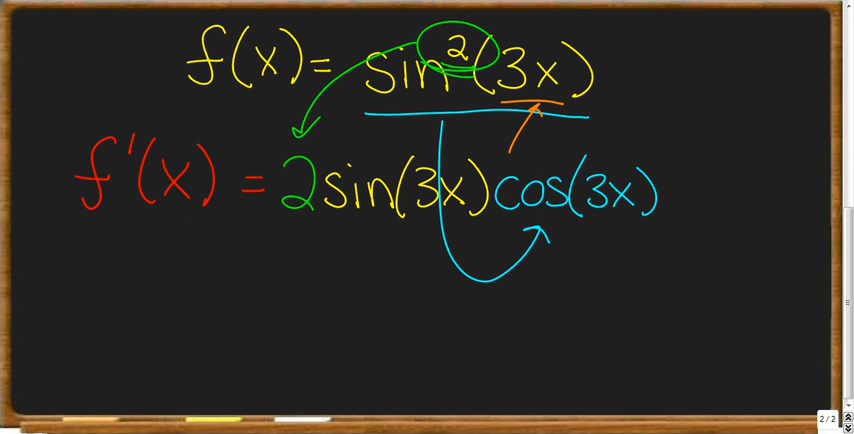 f(x) = sin²(3x)
f'(x) = 2sin(3x)cos(3x)
2 / 2